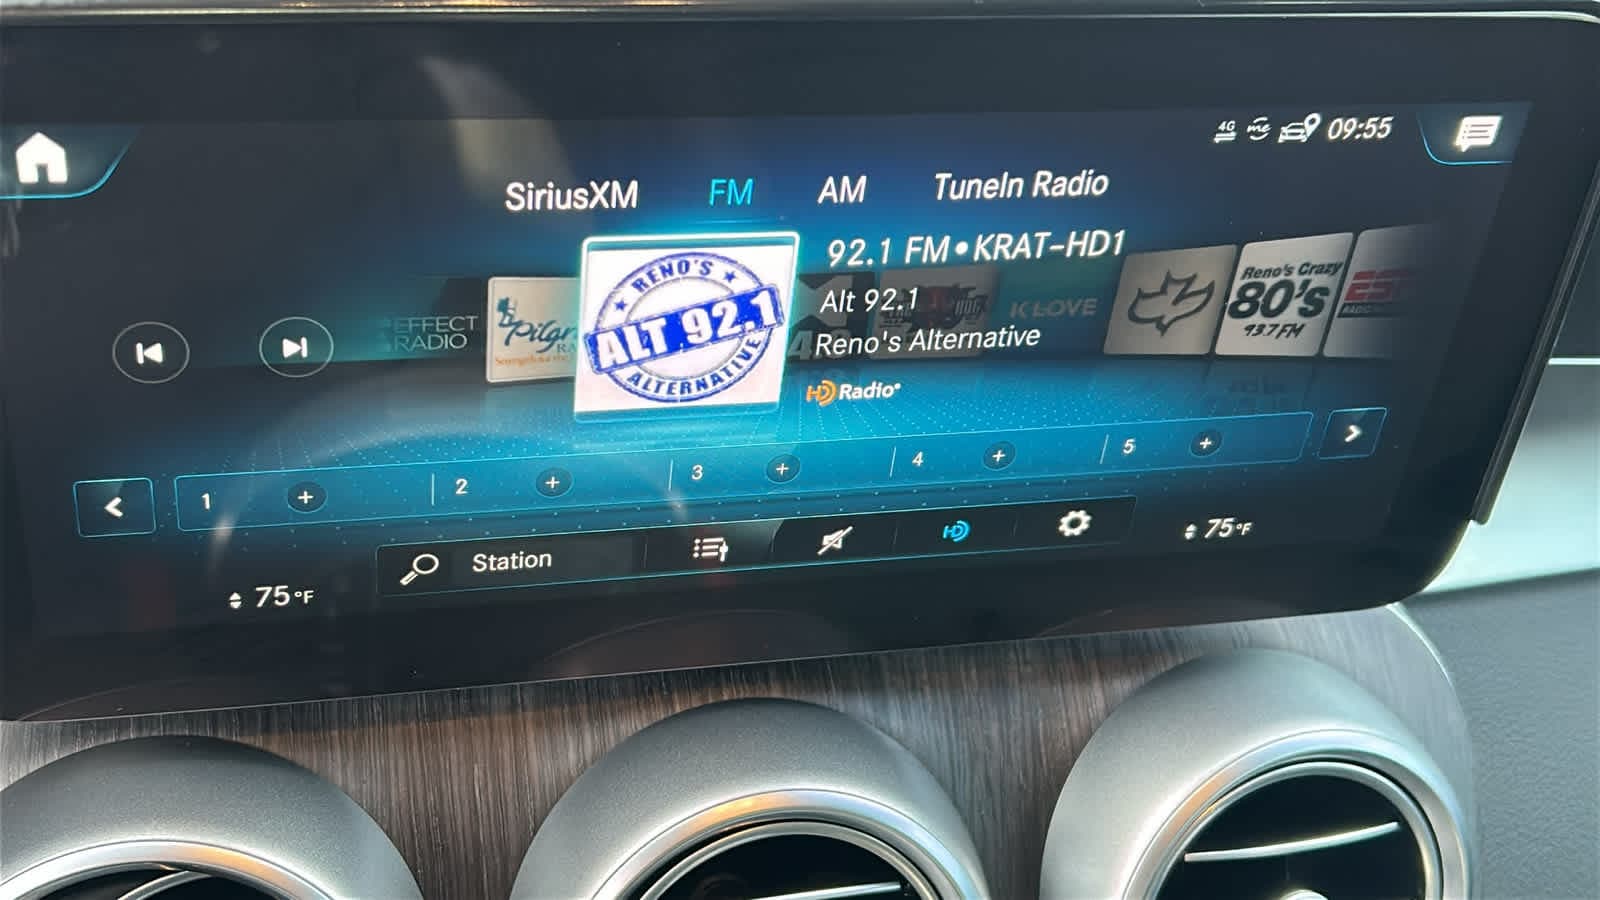 4G me 09:55
SiriusXM FM AM TuneIn Radio
92.1 FM•KRAT-HD1
Alt 92.1
Reno's Alternative
HD Radio
EFFECT
RADIO
RENO'S
ALT 92.1
ALTERNATIVE
K-LOVE
Reno's Crazy
80's
93.7 FM
1 + 2 + 3 + 4 + 5 +
Station
HD
75°F
75°F